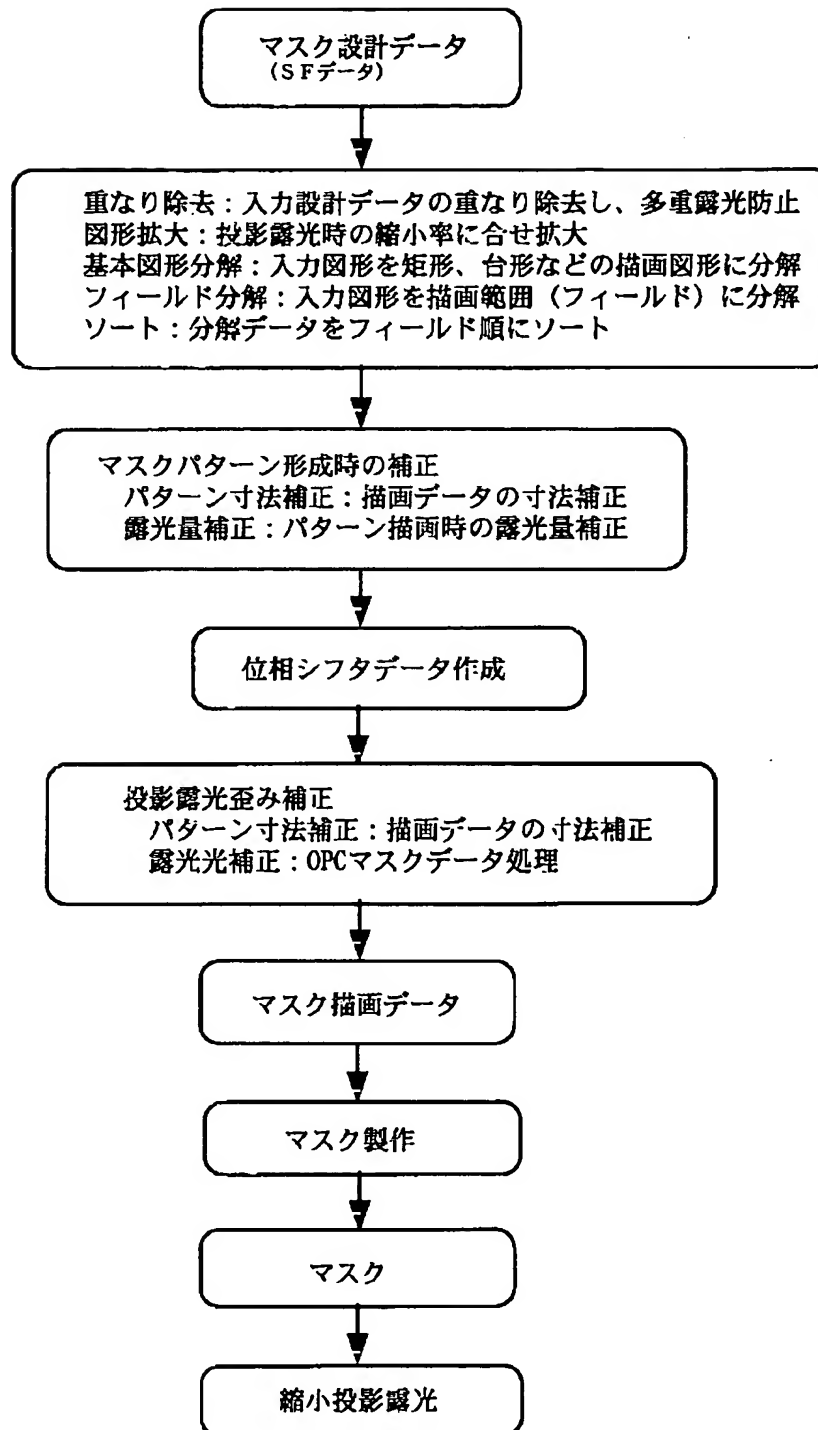 マスク設計データ
(SFデータ)
重なり除去：入力設計データの重なり除去し、多重露光防止
図形拡大：投影露光時の縮小率に合せ拡大
基本図形分解：入力図形を矩形、台形などの描画図形に分解
フィールド分解：入力図形を描画範囲（フィールド）に分解
ソート：分解データをフィールド順にソート
マスクパターン形成時の補正
パターン寸法補正：描画データの寸法補正
露光量補正：パターン描画時の露光量補正
位相シフタデータ作成
投影露光歪み補正
パターン寸法補正：描画データの寸法補正
露光光補正：OPCマスクデータ処理
マスク描画データ
マスク製作
マスク
縮小投影露光